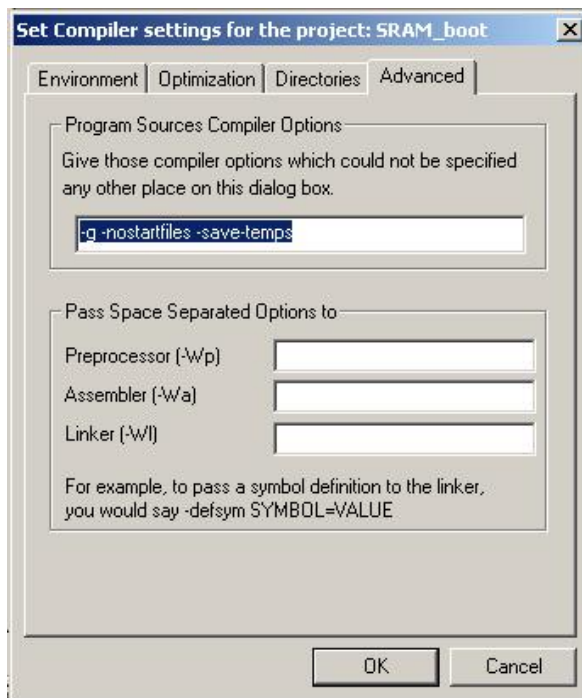 Set Compiler settings for the project: SRAM_boot
Environment Optimization Directories Advanced
Program Sources Compiler Options
Give those compiler options which could not be specified
any other place on this dialog box.
-g -nostartfiles -save-temps
Pass Space Separated Options to
Preprocessor (-Wp)
Assembler (-Wa)
Linker (-Wl)
For example, to pass a symbol definition to the linker,
you would say -defsym SYMBOL=VALUE
OK Cancel